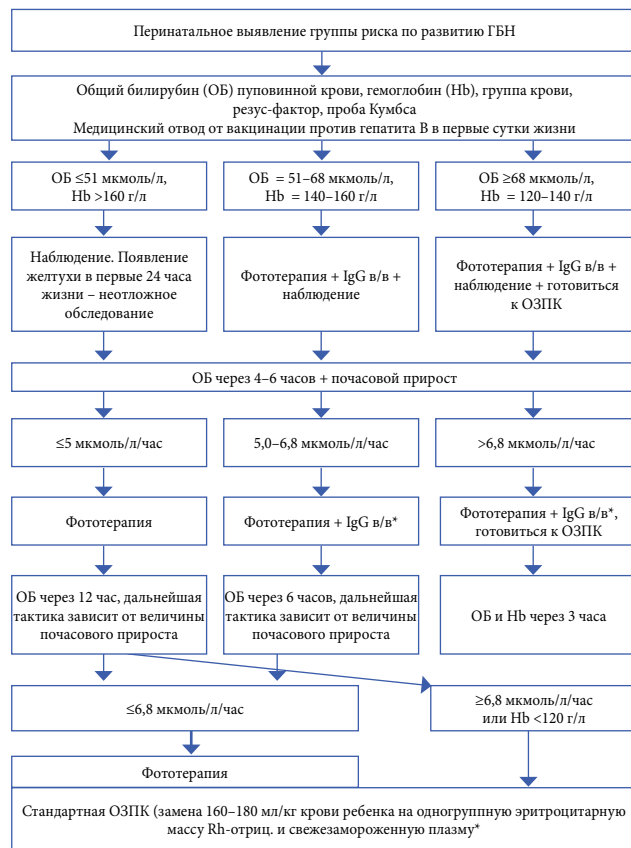 Перинатальное выявление группы риска по развитию ГБН
Общий билирубин (ОБ) пуповинной крови, гемоглобин (Hb), группа крови,
резус-фактор, проба Кумбса
Медицинский отвод от вакцинации против гепатита В в первые сутки жизни
ОБ ≤51 мкмоль/л,
Hb >160 г/л
ОБ = 51–68 мкмоль/л,
Hb = 140–160 г/л
ОБ ≥68 мкмоль/л,
Hb = 120–140 г/л
Наблюдение. Появление
желтухи в первые 24 часа
жизни – неотложное
обследование
Фототерапия + IgG в/в +
наблюдение
Фототерапия + IgG в/в +
наблюдение + готовиться
к ОЗПК
ОБ через 4–6 часов + почасовой прирост
≤5 мкмоль/л/час
5,0–6,8 мкмоль/л/час
>6,8 мкмоль/л/час
Фототерапия
Фототерапия + IgG в/в*
Фототерапия + IgG в/в*,
готовиться к ОЗПК
ОБ через 12 час, дальнейшая
тактика зависит от величины
почасового прироста
ОБ через 6 часов, дальнейшая
тактика зависит от величины
почасового прироста
ОБ и Hb через 3 часа
≤6,8 мкмоль/л/час
≥6,8 мкмоль/л/час
или Hb <120 г/л
Фототерапия
Стандартная ОЗПК (замена 160–180 мл/кг крови ребенка на одногруппную эритроцитарную
массу Rh-отриц. и свежезамороженную плазму*